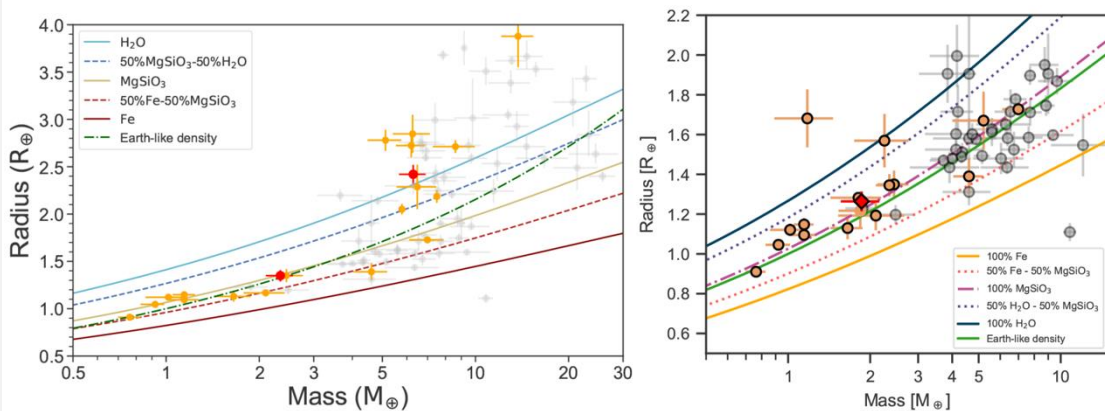 4.0
3.5
3.0
2.5
2.0
1.5
1.0
0.5
Radius (R⊕)
H₂O
50%MgSiO₃-50%H₂O
MgSiO₃
50%Fe-50%MgSiO₃
Fe
Earth-like density
0.5 1 2 5 10 20 30
Mass (M⊕)
2.2
2.0
1.8
1.6
1.4
1.2
1.0
0.8
0.6
Radius [R⊕]
100% Fe
50% Fe - 50% MgSiO₃
100% MgSiO₃
50% H₂O - 50% MgSiO₃
100% H₂O
Earth-like density
1 2 3 4 5 10
Mass [M⊕]